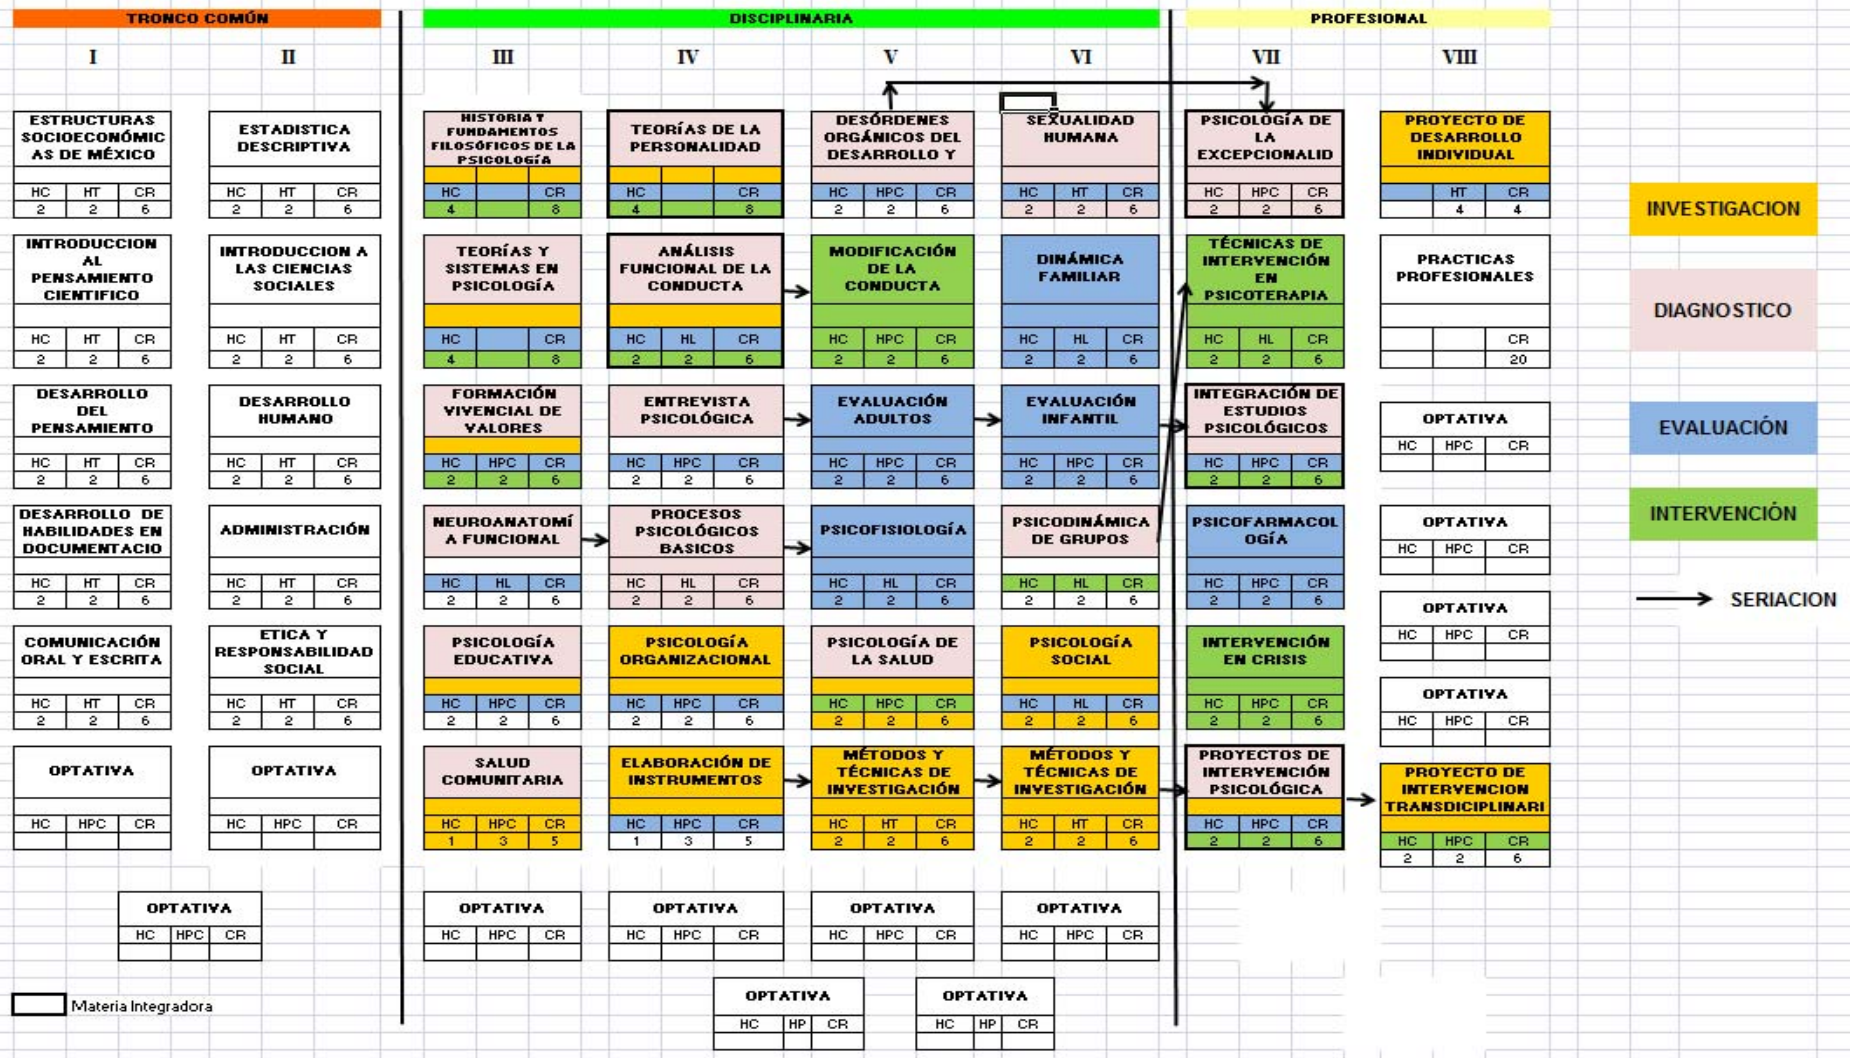 TRONCO COMÚN DISCIPLINARIA PROFESIONAL
I II III IV V VI VII VIII
ESTRUCTURAS
SOCIOECONÓMIC
AS DE MÉXICO
HC HT CR
2 2 6
ESTADISTICA
DESCRIPTIVA
HC HT CR
2 2 6
HISTORIA Y
FUNDAMENTOS
FILOSÓFICOS DE LA
PSICOLOGÍA
HC CR
4 8
TEORÍAS DE LA
PERSONALIDAD
HC CR
4 8
DESÓRDENES
ORGÁNICOS DEL
DESARROLLO Y
HC HPC CR
2 2 6
SEXUALIDAD
HUMANA
HC HT CR
2 2 6
PSICOLOGÍA DE
LA
EXCEPCIONALID
HC HPC CR
2 2 6
PROYECTO DE
DESARROLLO
INDIVIDUAL
HT CR
4 4
INTRODUCCION
AL
PENSAMIENTO
CIENTIFICO
HC HT CR
2 2 6
INTRODUCCION A
LAS CIENCIAS
SOCIALES
HC HT CR
2 2 6
TEORÍAS Y
SISTEMAS EN
PSICOLOGÍA
HC CR
4 8
ANÁLISIS
FUNCIONAL DE LA
CONDUCTA
HC HL CR
2 2 6
MODIFICACIÓN
DE LA
CONDUCTA
HC HPC CR
2 2 6
DINÁMICA
FAMILIAR
HC HL CR
2 2 6
TÉCNICAS DE
INTERVENCIÓN
EN
PSICOTERAPIA
HC HL CR
2 2 6
PRACTICAS
PROFESIONALES
CR
20
DESARROLLO
DEL
PENSAMIENTO
HC HT CR
2 2 6
DESARROLLO
HUMANO
HC HT CR
2 2 6
FORMACIÓN
VIVENCIAL DE
VALORES
HC HPC CR
2 2 6
ENTREVISTA
PSICOLÓGICA
HC HPC CR
2 2 6
EVALUACIÓN
ADULTOS
HC HPC CR
2 2 6
EVALUACIÓN
INFANTIL
HC HPC CR
2 2 6
INTEGRACIÓN DE
ESTUDIOS
PSICOLÓGICOS
HC HPC CR
2 2 6
OPTATIVA
HC HPC CR
DESARROLLO DE
HABILIDADES EN
DOCUMENTACIO
HC HT CR
2 2 6
ADMINISTRACIÓN
HC HT CR
2 2 6
NEUROANATOMÍ
A FUNCIONAL
HC HL CR
2 2 6
PROCESOS
PSICOLÓGICOS
BASICOS
HC HL CR
2 2 6
PSICOFISIOLOGÍA
HC HL CR
2 2 6
PSICODINÁMICA
DE GRUPOS
HC HL CR
2 2 6
PSICOFARMACOL
OGÍA
HC HPC CR
2 2 6
OPTATIVA
HC HPC CR
OPTATIVA
HC HPC CR
COMUNICACIÓN
ORAL Y ESCRITA
HC HT CR
2 2 6
ETICA Y
RESPONSABILIDAD
SOCIAL
HC HT CR
2 2 6
PSICOLOGÍA
EDUCATIVA
HC HPC CR
2 2 6
PSICOLOGÍA
ORGANIZACIONAL
HC HPC CR
2 2 6
PSICOLOGÍA DE
LA SALUD
HC HPC CR
2 2 6
PSICOLOGÍA
SOCIAL
HC HL CR
2 2 6
INTERVENCIÓN
EN CRISIS
HC HPC CR
2 2 6
OPTATIVA
HC HPC CR
OPTATIVA
HC HPC CR
OPTATIVA
HC HPC CR
SALUD
COMUNITARIA
HC HPC CR
1 3 5
ELABORACIÓN DE
INSTRUMENTOS
HC HPC CR
1 3 5
MÉTODOS Y
TÉCNICAS DE
INVESTIGACIÓN
HC HT CR
2 2 6
MÉTODOS Y
TÉCNICAS DE
INVESTIGACIÓN
HC HT CR
2 2 6
PROYECTOS DE
INTERVENCIÓN
PSICOLÓGICA
HC HPC CR
2 2 6
PROYECTO DE
INTERVENCION
TRANSDICIPLINARI
HC HPC CR
2 2 6
OPTATIVA
HC HPC CR
OPTATIVA
HC HPC CR
OPTATIVA
HC HPC CR
OPTATIVA
HC HPC CR
OPTATIVA
HC HPC CR
OPTATIVA
HC HP CR
OPTATIVA
HC HP CR
Materia Integradora
INVESTIGACION
DIAGNOSTICO
EVALUACIÓN
INTERVENCIÓN
SERIACION